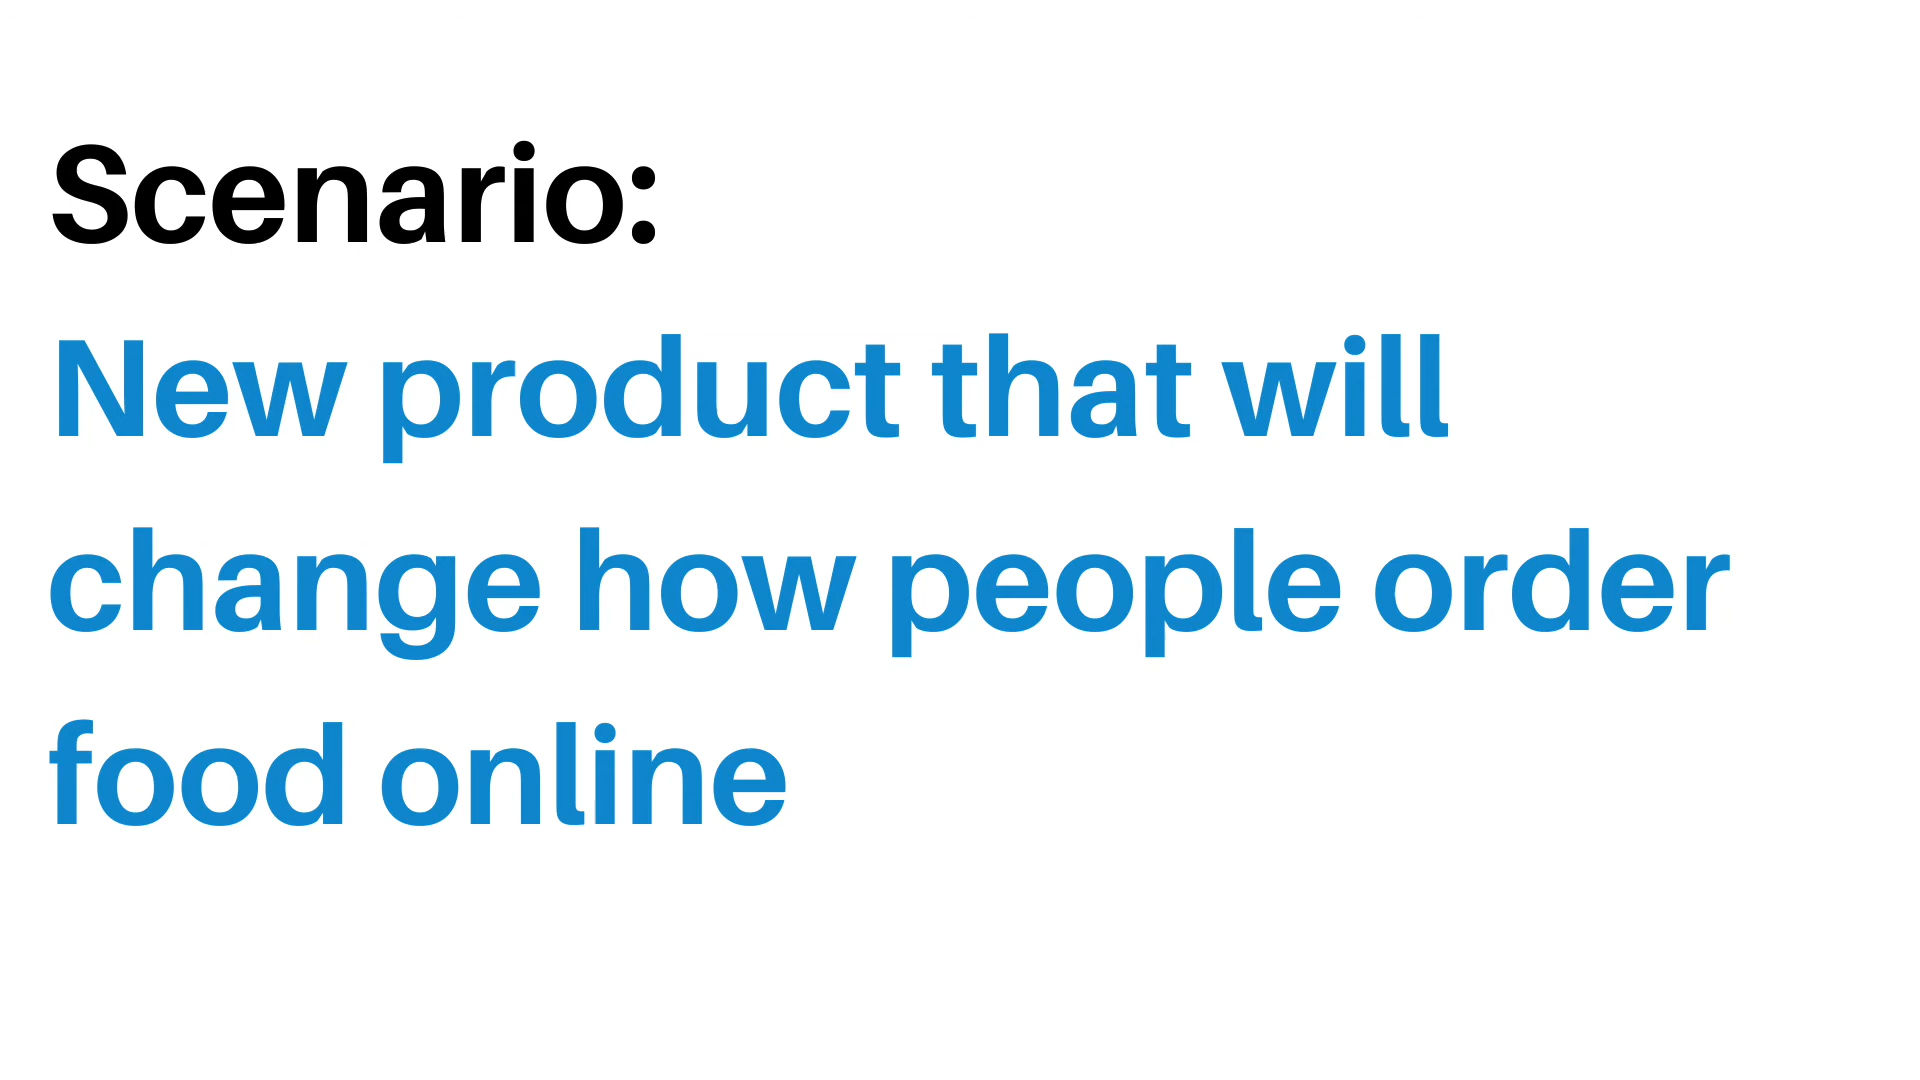 Scenario:
New product that will
change how people order
food online